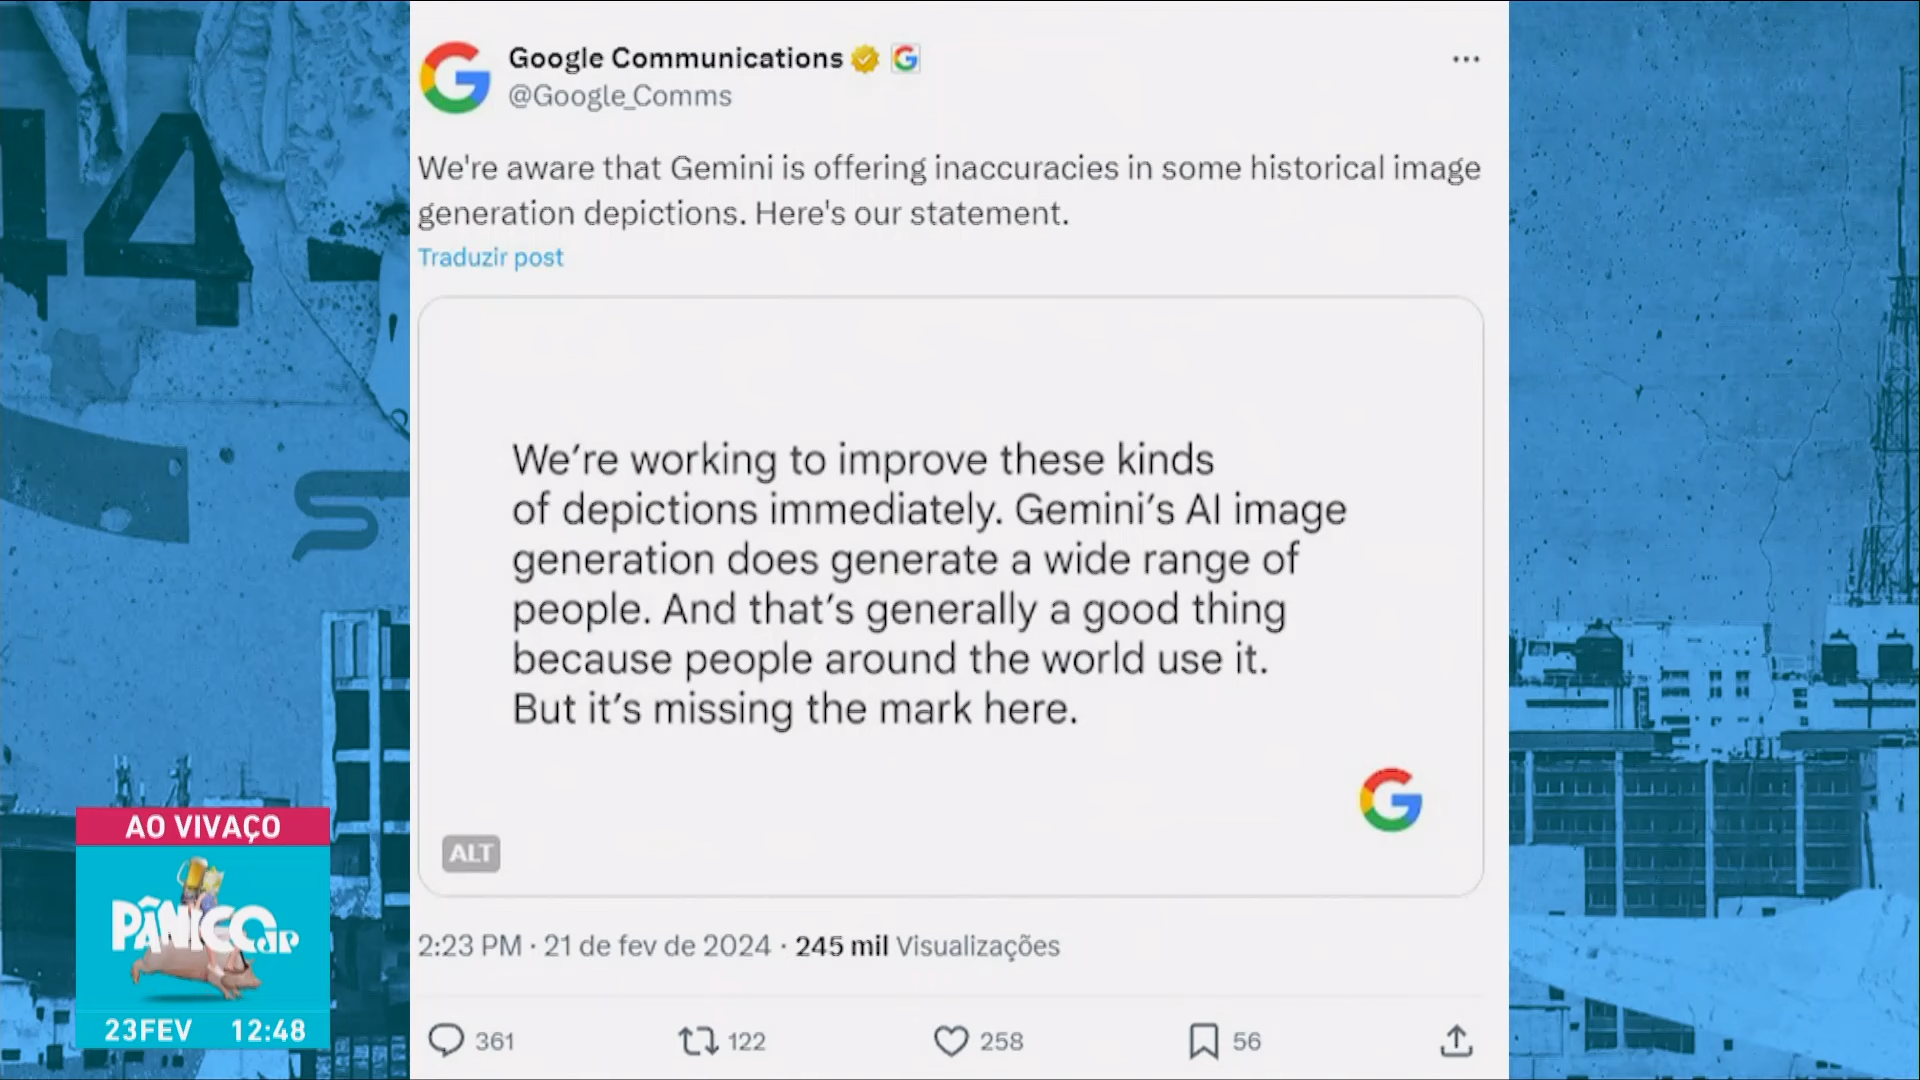 44
Google Communications
@Google_Comms
We're aware that Gemini is offering inaccuracies in some historical image
generation depictions. Here's our statement.
Traduzir post
We're working to improve these kinds
of depictions immediately. Gemini's AI image
generation does generate a wide range of
people. And that's generally a good thing
because people around the world use it.
But it's missing the mark here.
ALT
2:23 PM · 21 de fev de 2024 · 245 mil Visualizações
361 122 258 56
AO VIVAÇO
PÂNICO JP
23FEV 12:48